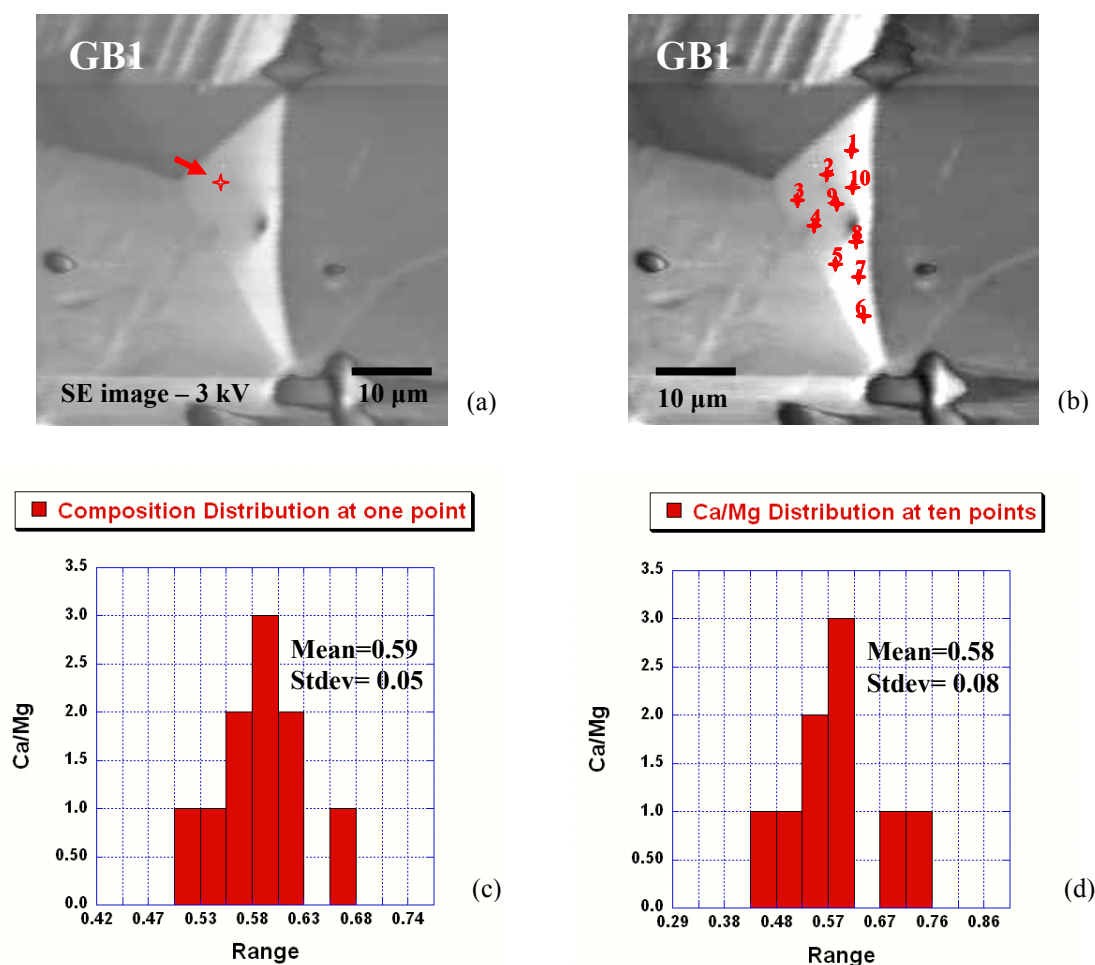 GB1
SE image – 3 kV
10 µm
(a)
GB1
1
2
10
3
9
4
8
5
7
6
10 µm
(b)
Composition Distribution at one point
3.5
3.0
2.5
2.0
1.5
1.0
0.50
0.0
Ca/Mg
Mean=0.59
Stdev= 0.05
0.42 0.47 0.53 0.58 0.63 0.68 0.74
Range
(c)
Ca/Mg Distribution at ten points
3.5
3.0
2.5
2.0
1.5
1.0
0.50
0.0
Ca/Mg
Mean=0.58
Stdev= 0.08
0.29 0.38 0.48 0.57 0.67 0.76 0.86
Range
(d)